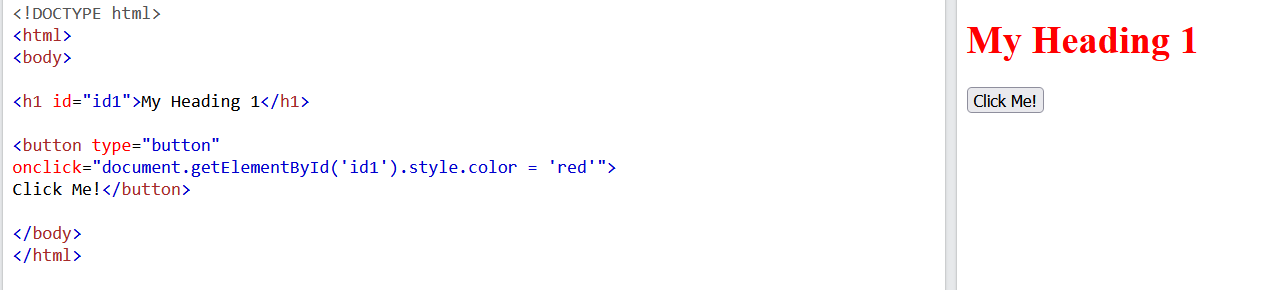 <!DOCTYPE html>
<html>
<body>
<h1 id="id1">My Heading 1</h1>
<button type="button"
onclick="document.getElementById('id1').style.color = 'red'">
Click Me!</button>
</body>
</html>
My Heading 1
Click Me!